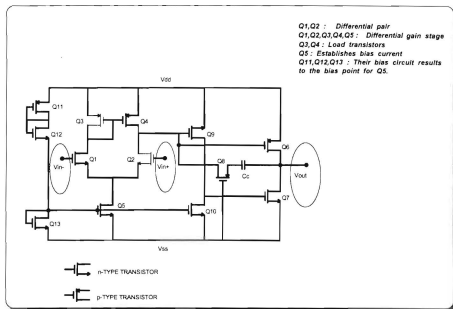 Q1,Q2 : Differential pair
Q1,Q2,Q3,Q4,Q5 : Differential gain stage
Q3,Q4 : Load transistors
Q5 : Establishes bias current
Q11,Q12,Q13 : Their bias circuit results
to the bias point for Q5.
Vdd
Q11
Q3
Q4
Q12
Q9
Q6
Q8
Vin-
Q1
Q2
Vin+
Cc
Vout
Q13
Q5
Q10
Q7
Vss
n-TYPE TRANSISTOR
p-TYPE TRANSISTOR